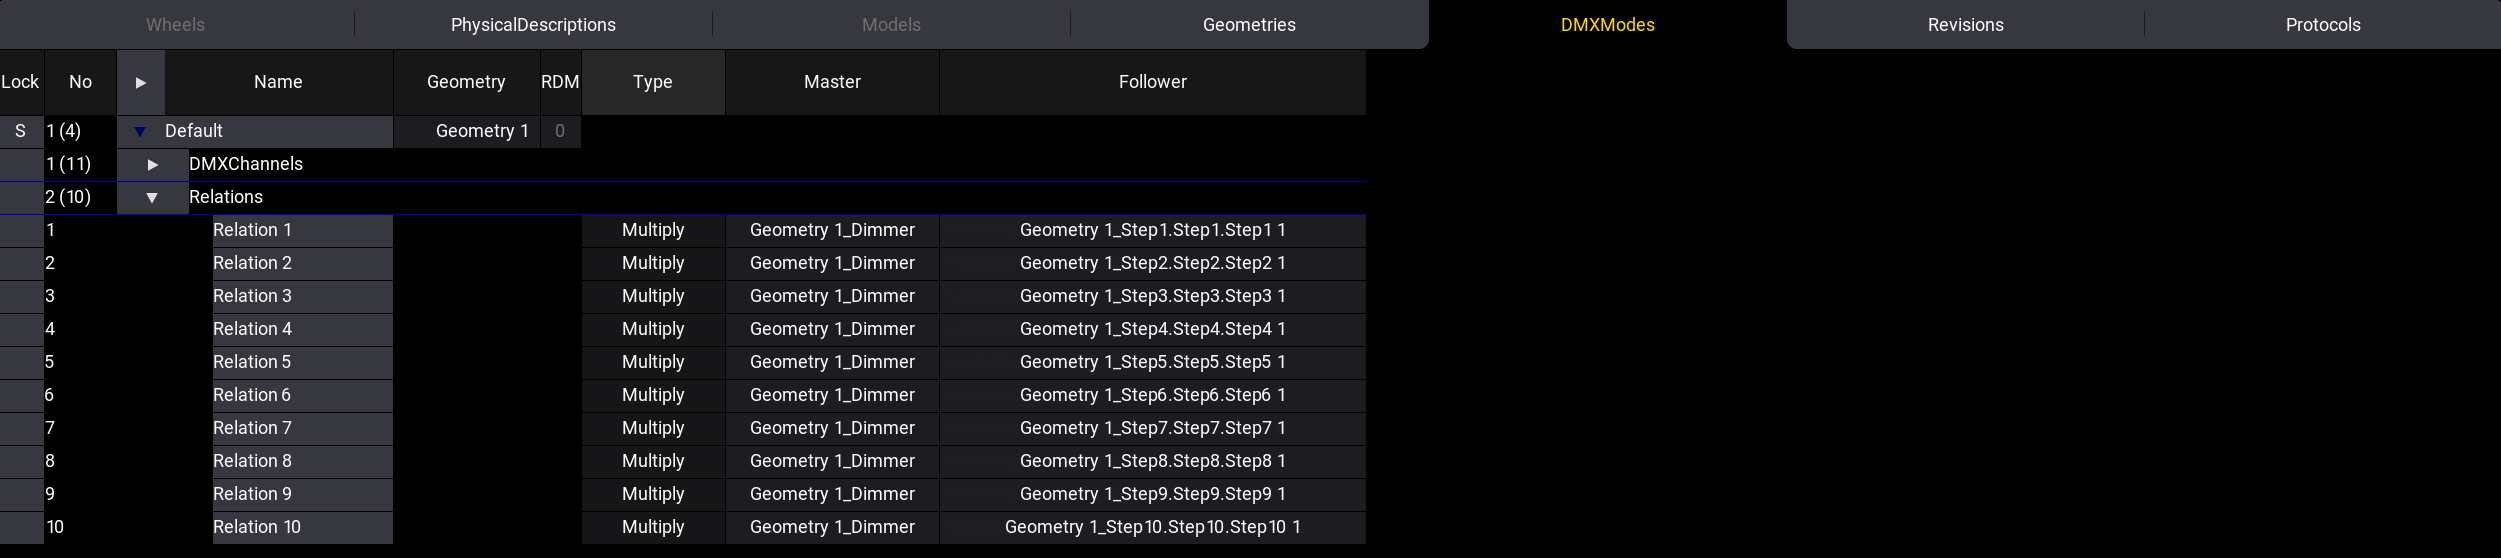 Wheels PhysicalDescriptions Models Geometries DMXModes Revisions Protocols
Lock No Name Geometry RDM Type Master Follower
S 1 (4) Default Geometry 1 0
1 (11) DMXChannels
2 (10) Relations
1 Relation 1 Multiply Geometry 1_Dimmer Geometry 1_Step1.Step1.Step1 1
2 Relation 2 Multiply Geometry 1_Dimmer Geometry 1_Step2.Step2.Step2 1
3 Relation 3 Multiply Geometry 1_Dimmer Geometry 1_Step3.Step3.Step3 1
4 Relation 4 Multiply Geometry 1_Dimmer Geometry 1_Step4.Step4.Step4 1
5 Relation 5 Multiply Geometry 1_Dimmer Geometry 1_Step5.Step5.Step5 1
6 Relation 6 Multiply Geometry 1_Dimmer Geometry 1_Step6.Step6.Step6 1
7 Relation 7 Multiply Geometry 1_Dimmer Geometry 1_Step7.Step7.Step7 1
8 Relation 8 Multiply Geometry 1_Dimmer Geometry 1_Step8.Step8.Step8 1
9 Relation 9 Multiply Geometry 1_Dimmer Geometry 1_Step9.Step9.Step9 1
10 Relation 10 Multiply Geometry 1_Dimmer Geometry 1_Step10.Step10.Step10 1